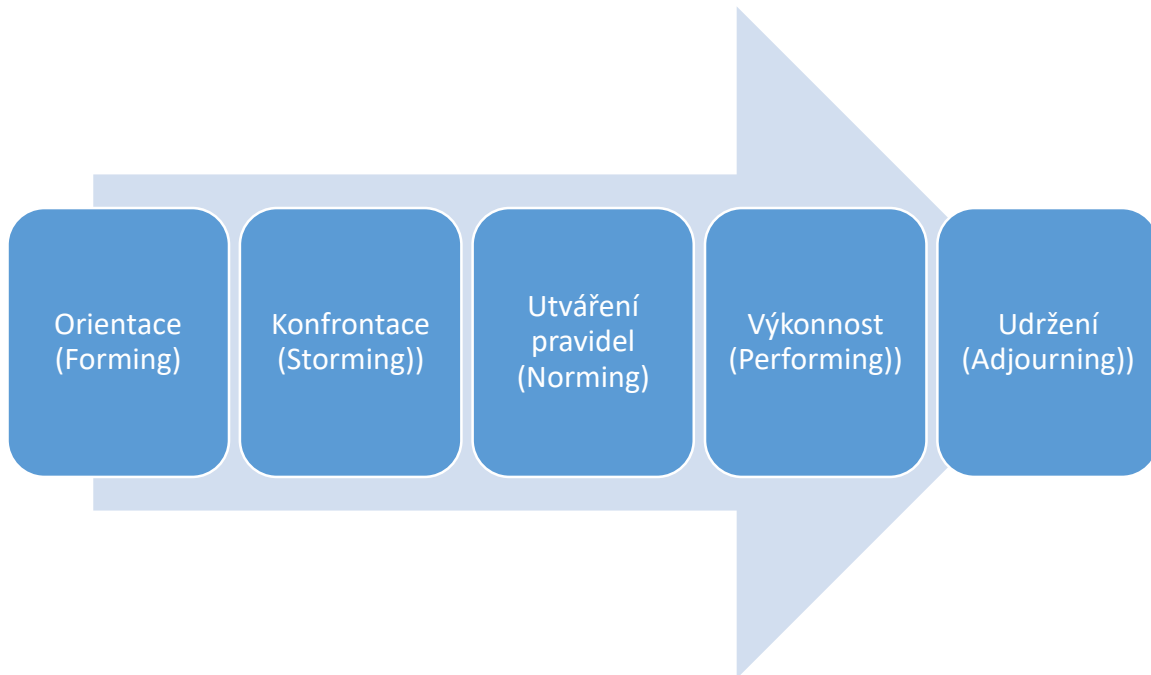 Orientace
(Forming)
Konfrontace
(Storming))
Utváření
pravidel
(Norming)
Výkonnost
(Performing))
Udržení
(Adjourning))